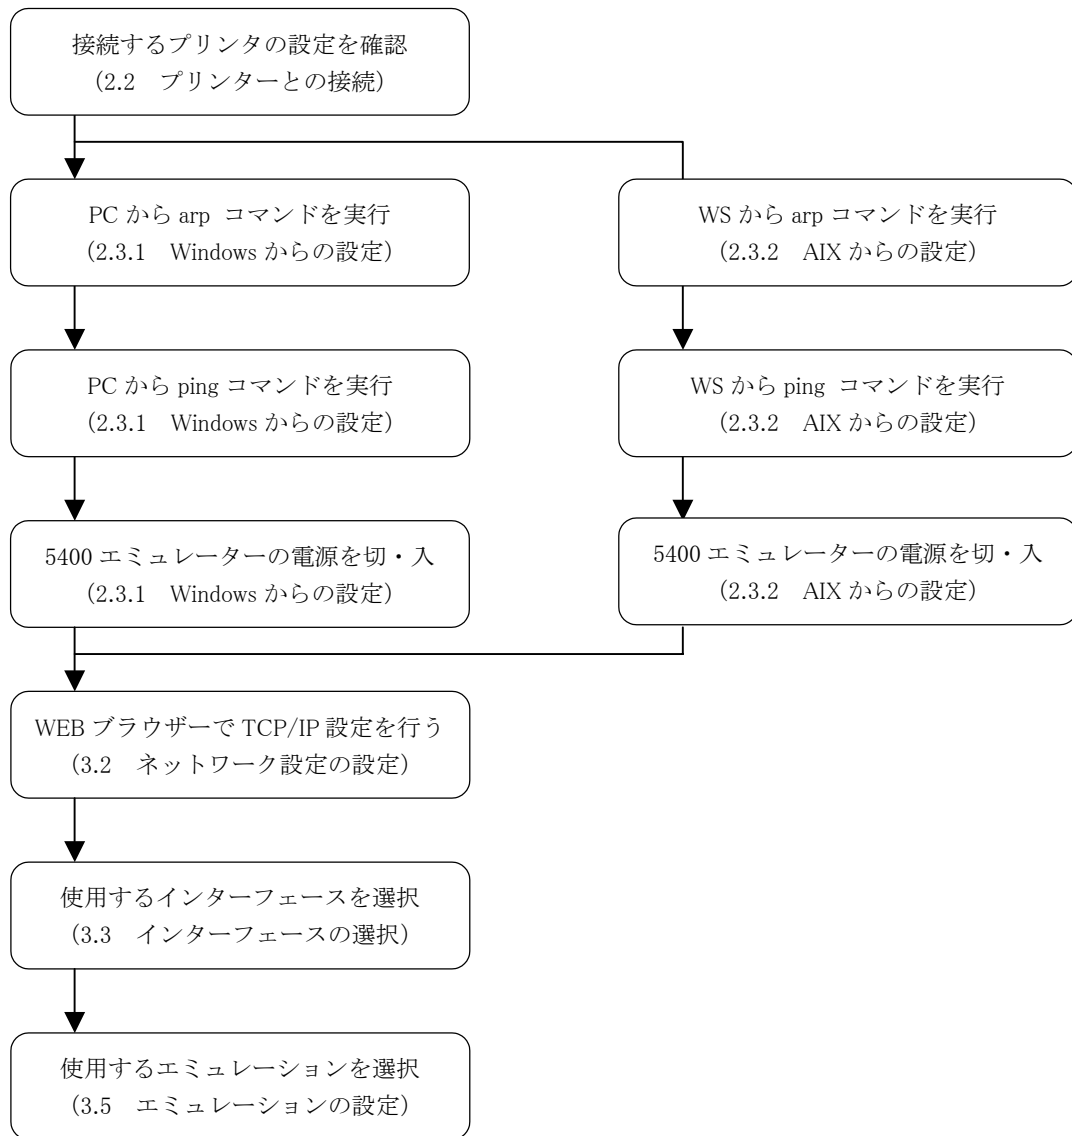 接続するプリンタの設定を確認
（2.2　プリンターとの接続）
PC から arp コマンドを実行
（2.3.1　Windows からの設定）
WS から arp コマンドを実行
（2.3.2　AIX からの設定）
PC から ping コマンドを実行
（2.3.1　Windows からの設定）
WS から ping コマンドを実行
（2.3.2　AIX からの設定）
5400 エミュレーターの電源を切・入
（2.3.1　Windows からの設定）
5400 エミュレーターの電源を切・入
（2.3.2　AIX からの設定）
WEB ブラウザーで TCP/IP 設定を行う
（3.2　ネットワーク設定の設定）
使用するインターフェースを選択
（3.3　インターフェースの選択）
使用するエミュレーションを選択
（3.5　エミュレーションの設定）